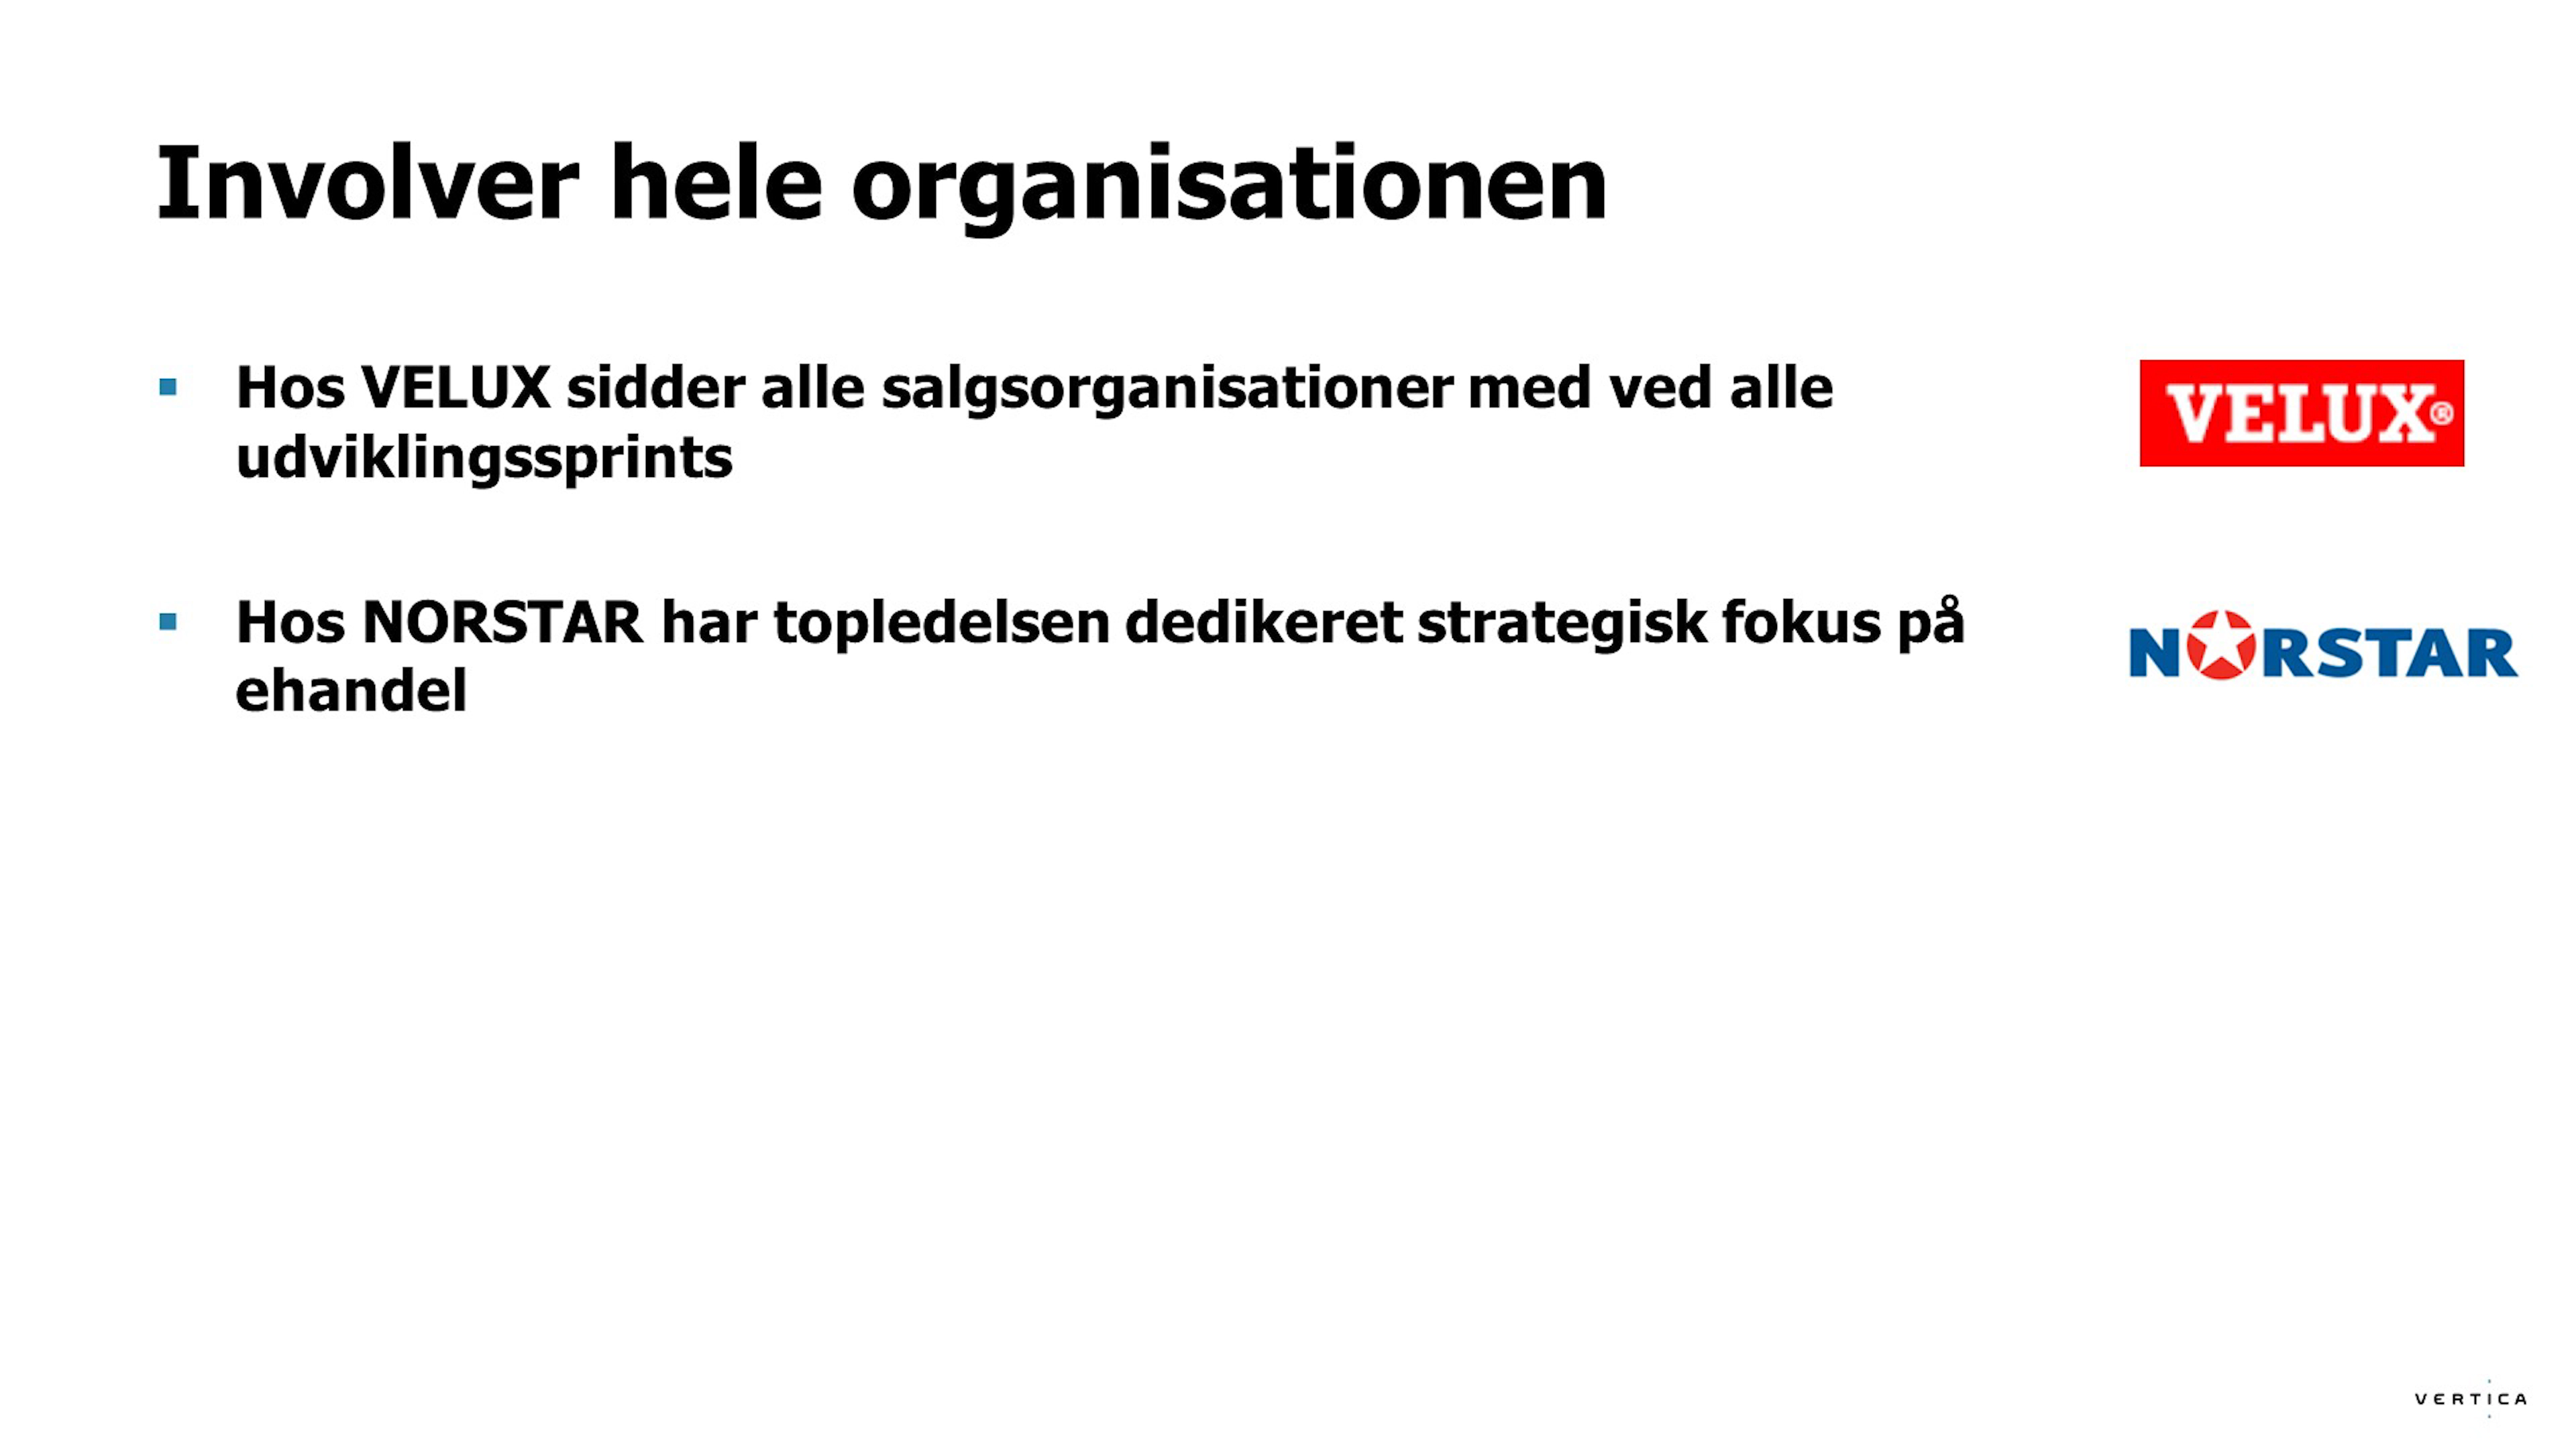 Involver hele organisationen
▪ Hos VELUX sidder alle salgsorganisationer med ved alle
udviklingssprints
VELUX®
▪ Hos NORSTAR har topledelsen dedikeret strategisk fokus på
ehandel
NORSTAR
VERTICA